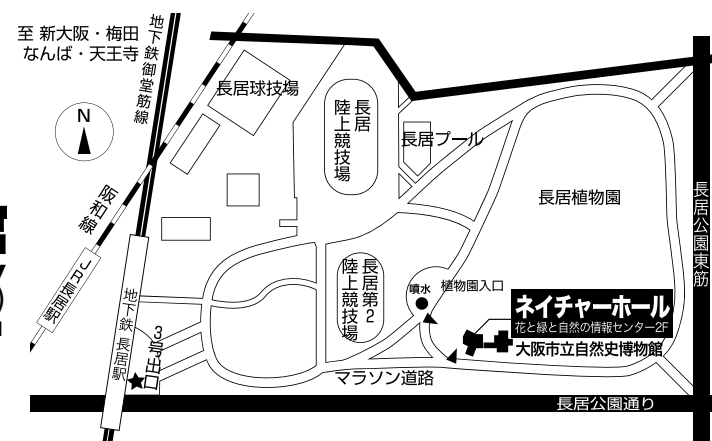 至 新大阪・梅田
なんば・天王寺
地下鉄御堂筋線
N
阪和線
JR長居駅
地下鉄 長居駅
3号出口
長居球技場
長居
陸上競技場
長居プール
長居植物園
長居公園東筋
長居第2
陸上競技場
噴水
植物園入口
ネイチャーホール
花と緑と自然の情報センター2F
大阪市立自然史博物館
マラソン道路
長居公園通り